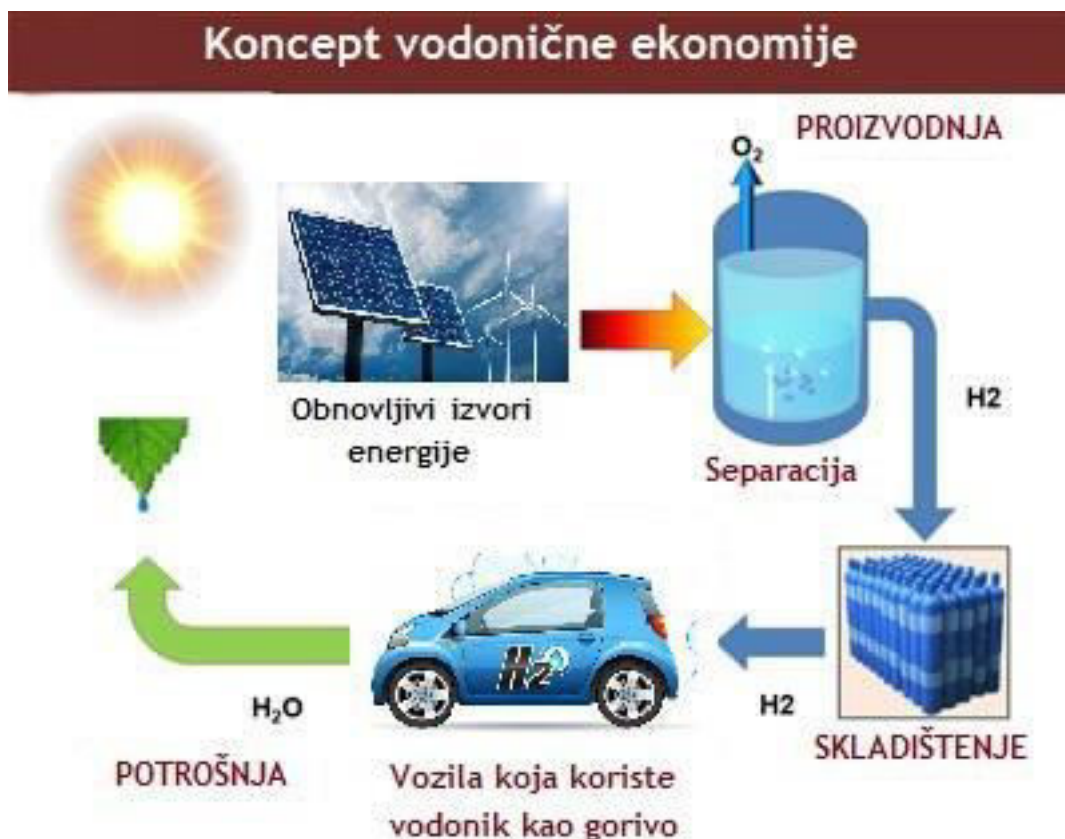 Koncept vodonične ekonomije
PROIZVODNJA
O₂
Obnovljivi izvori
energije
H2
Separacija
H₂O
H2
H2
SKLADIŠTENJE
H₂O
POTROŠNJA
Vozila koja koriste
vodonik kao gorivo